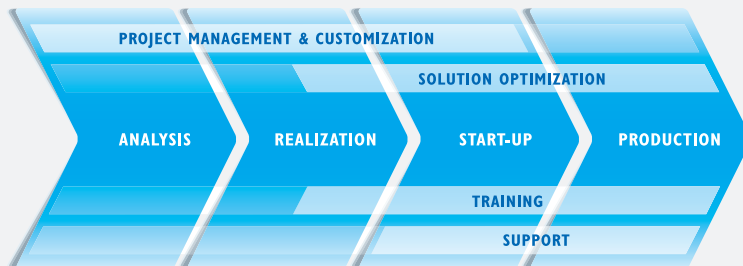 PROJECT MANAGEMENT & CUSTOMIZATION
SOLUTION OPTIMIZATION
ANALYSIS
REALIZATION
START-UP
PRODUCTION
TRAINING
SUPPORT